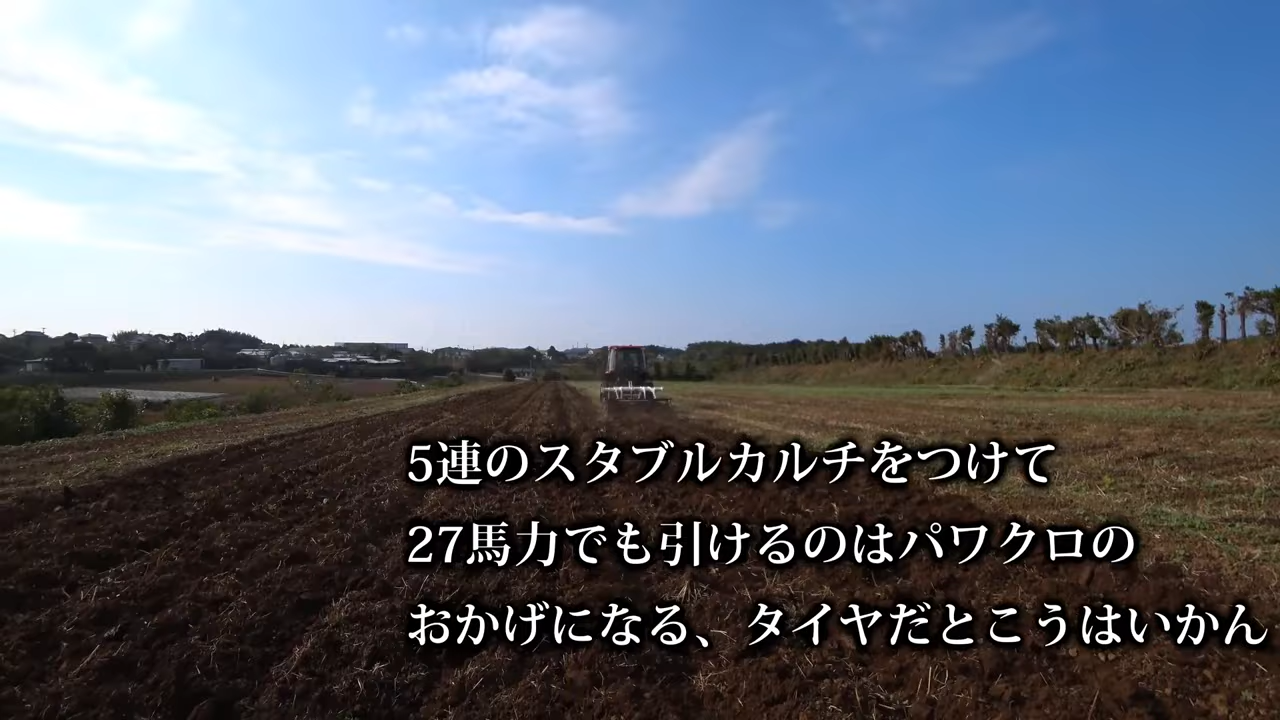 5連のスタブルカルチをつけて
27馬力でも引けるのはパワクロの
おかげになる、タイヤだとこうはいかん